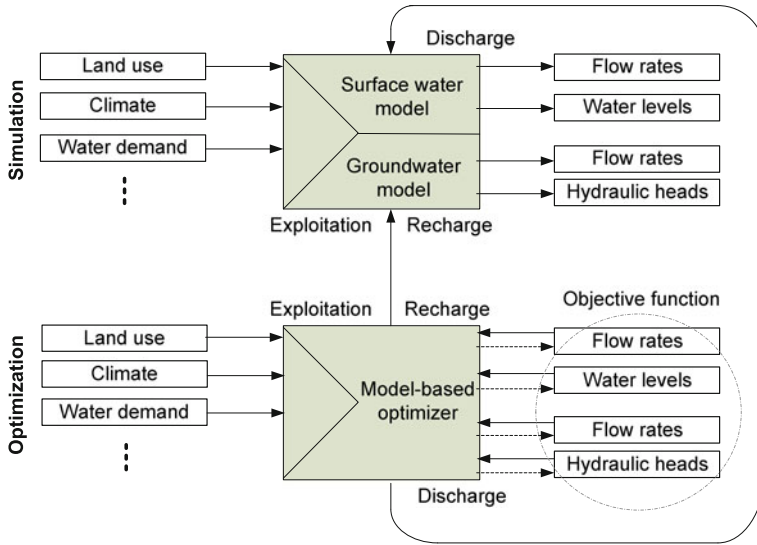 Discharge
Simulation
Land use
Climate
Water demand
Surface water
model
Groundwater
model
Flow rates
Water levels
Flow rates
Hydraulic heads
Exploitation
Recharge
Exploitation
Recharge
Objective function
Optimization
Land use
Climate
Water demand
Model-based
optimizer
Flow rates
Water levels
Flow rates
Hydraulic heads
Discharge